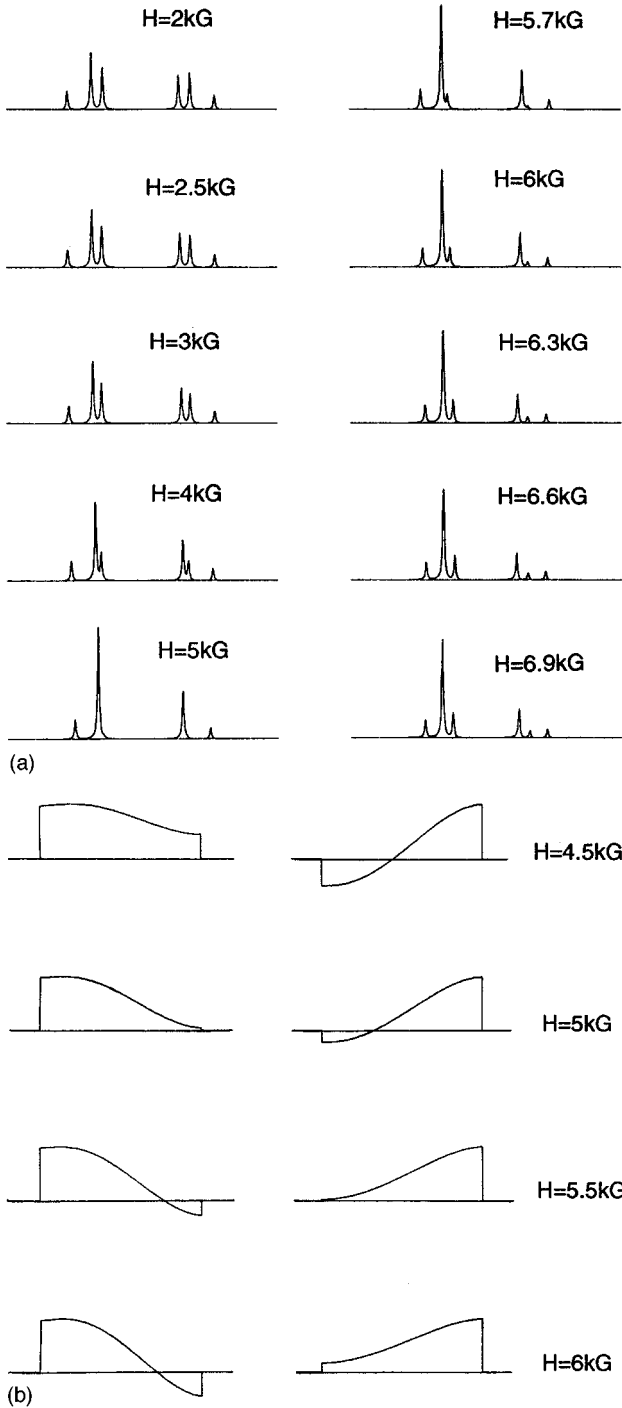 H=2kG
H=5.7kG
H=2.5kG
H=6kG
H=3kG
H=6.3kG
H=4kG
H=6.6kG
H=5kG
H=6.9kG
(a)
H=4.5kG
H=5kG
H=5.5kG
H=6kG
(b)